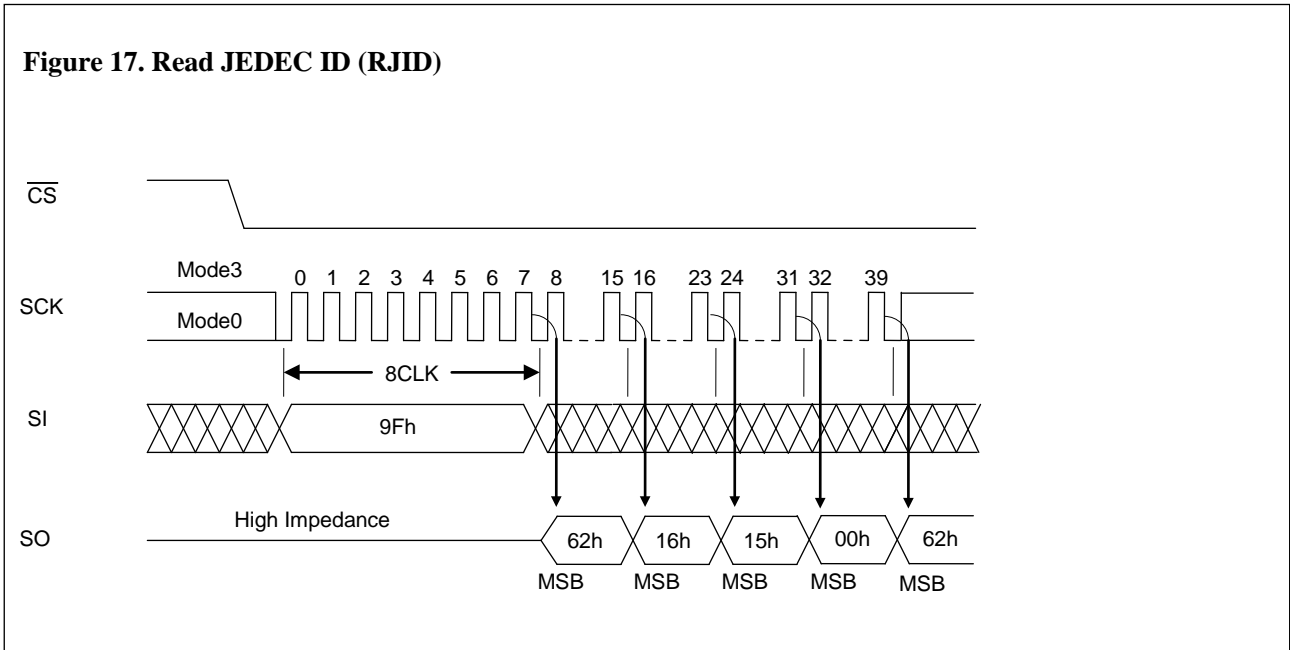 Figure 17. Read JEDEC ID (RJID)
CS
Mode3
0 1 2 3 4 5 6 7 8 15 16 23 24 31 32 39
SCK
Mode0
8CLK
SI
9Fh
High Impedance
SO
62h 16h 15h 00h 62h
MSB MSB MSB MSB MSB